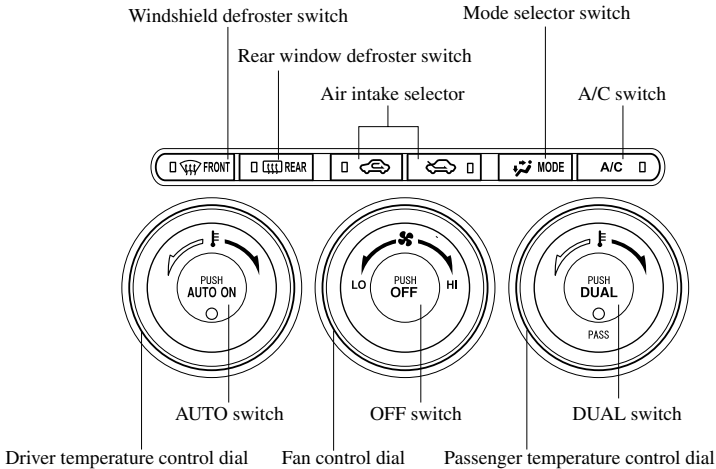 Windshield defroster switch
Mode selector switch
Rear window defroster switch
Air intake selector
A/C switch
FRONT
REAR
MODE
A/C
PUSH
AUTO ON
LO
PUSH
OFF
HI
PUSH
DUAL
PASS
AUTO switch
OFF switch
DUAL switch
Driver temperature control dial
Fan control dial
Passenger temperature control dial